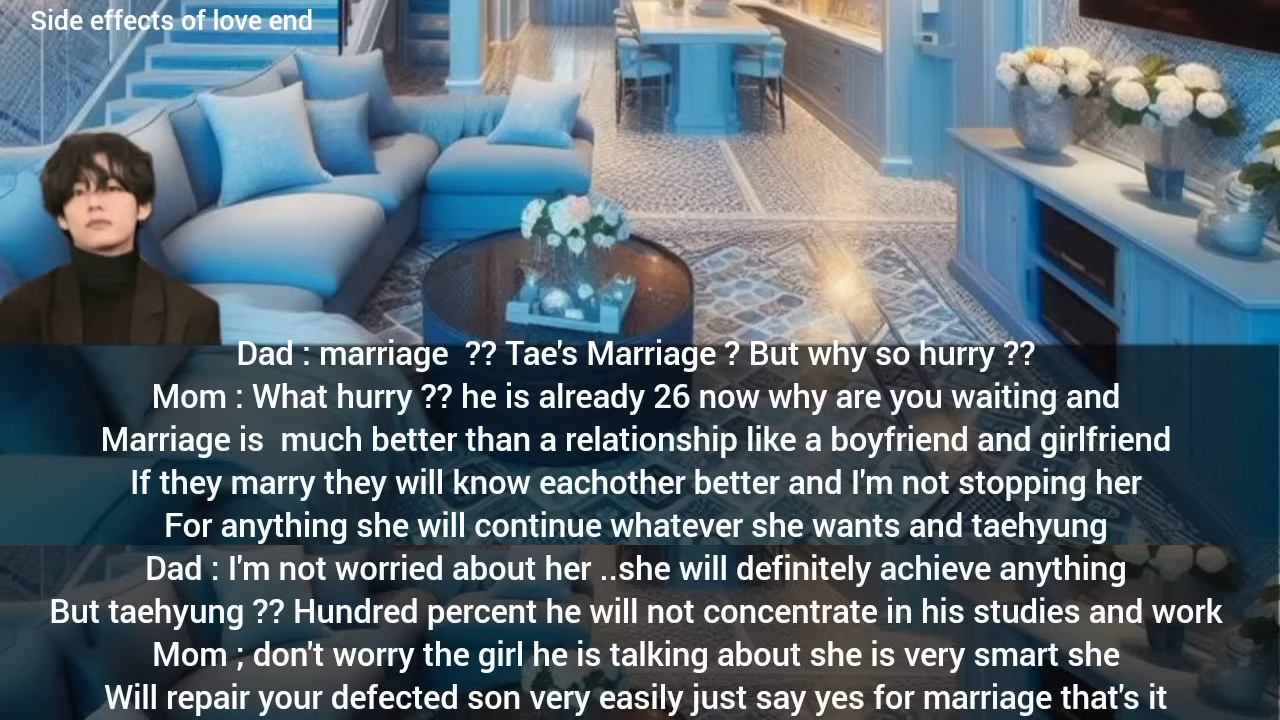 Side effects of love end
Dad : marriage  ?? Tae's Marriage ? But why so hurry ??
Mom : What hurry ?? he is already 26 now why are you waiting and
Marriage is  much better than a relationship like a boyfriend and girlfriend
If they marry they will know eachother better and I'm not stopping her
For anything she will continue whatever she wants and taehyung
Dad : I'm not worried about her ..she will definitely achieve anything
But taehyung ?? Hundred percent he will not concentrate in his studies and work
Mom ; don't worry the girl he is talking about she is very smart she
Will repair your defected son very easily just say yes for marriage that's it